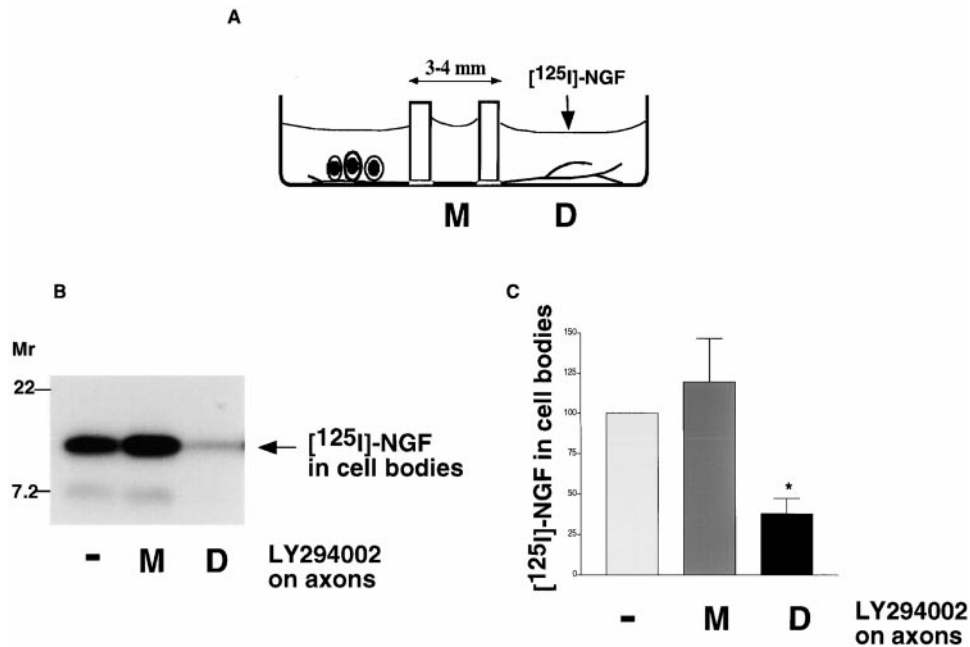 A
3-4 mm
[125I]-NGF
M D
B
Mr
22
7.2
[125I]-NGF
in cell bodies
- M D
LY294002
on axons
C
[125I]-NGF in cell bodies
150
125
100
75
50
25
0
*
- M D
LY294002
on axons